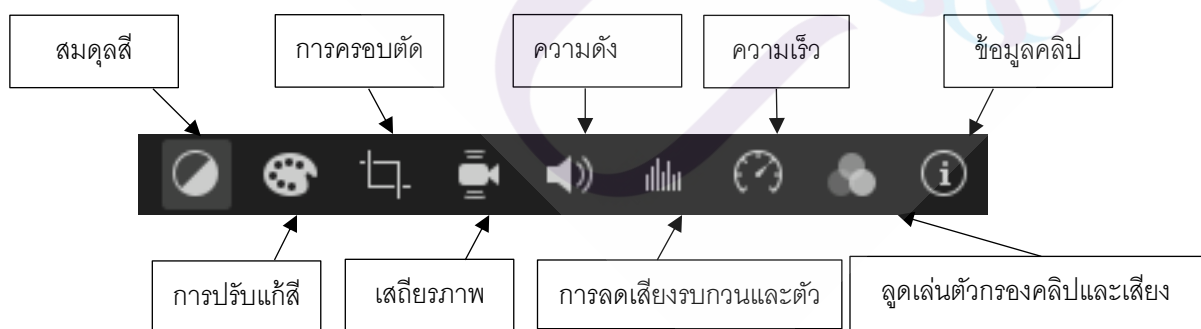 สมดุลสี
การครอบตัด
ความดัง
ความเร็ว
ข้อมูลคลิป
การปรับแก้สี
เสถียรภาพ
การลดเสียงรบกวนและตัว
ลูดเล่นตัวกรองคลิปและเสียง